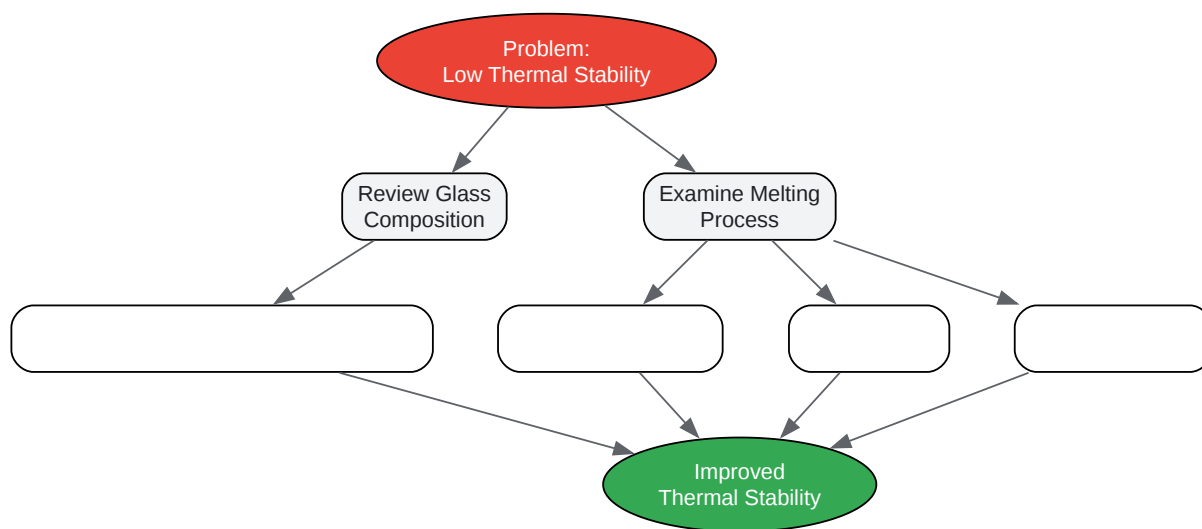 Problem:
Low Thermal Stability
Review Glass
Composition
Examine Melting
Process
Improved
Thermal Stability